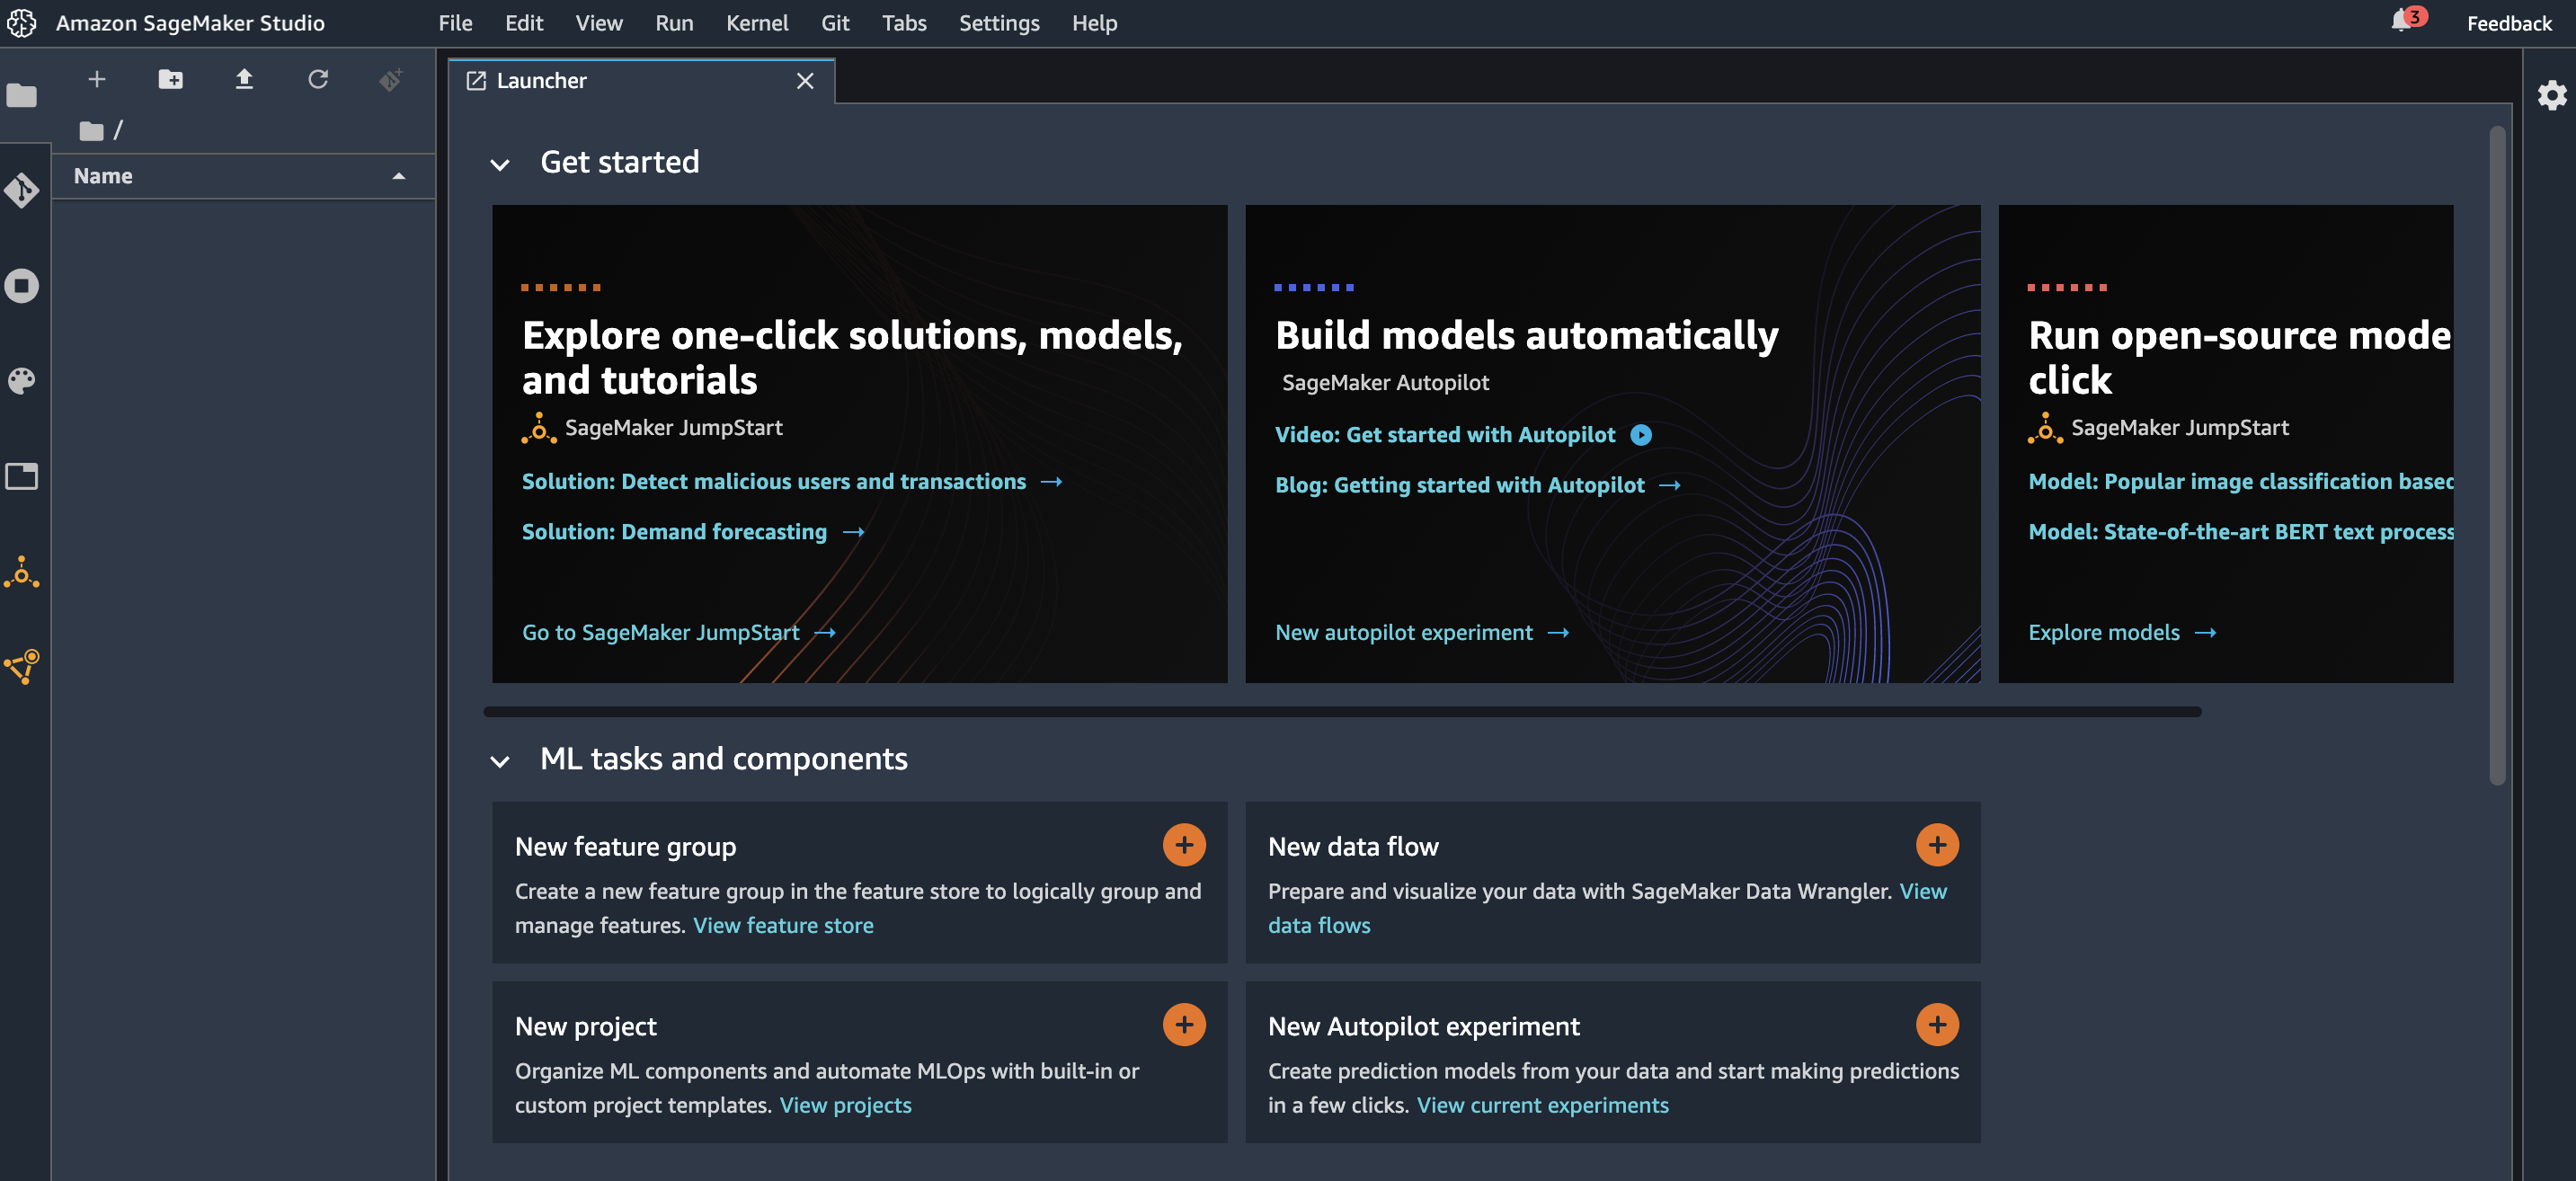 Amazon SageMaker Studio
File Edit View Run Kernel Git Tabs Settings Help
3
Feedback
Launcher
/
Name
Get started
Explore one-click solutions, models,
and tutorials
SageMaker JumpStart
Solution: Detect malicious users and transactions
Solution: Demand forecasting
Go to SageMaker JumpStart
Build models automatically
SageMaker Autopilot
Video: Get started with Autopilot
Blog: Getting started with Autopilot
New autopilot experiment
Run open-source mode
click
SageMaker JumpStart
Model: Popular image classification based
Model: State-of-the-art BERT text process
Explore models
ML tasks and components
New feature group
Create a new feature group in the feature store to logically group and
manage features. View feature store
New data flow
Prepare and visualize your data with SageMaker Data Wrangler. View
data flows
New project
Organize ML components and automate MLOps with built-in or
custom project templates. View projects
New Autopilot experiment
Create prediction models from your data and start making predictions
in a few clicks. View current experiments